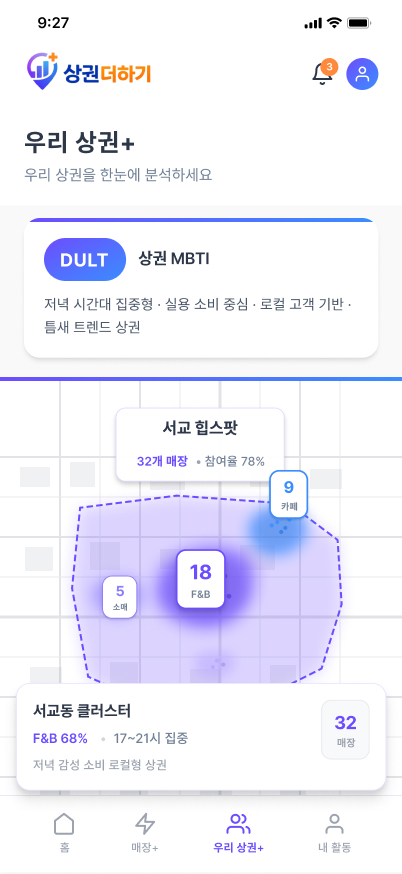 9:27
상권더하기
3
우리 상권+
우리 상권을 한눈에 분석하세요
DULT 상권 MBTI
저녁 시간대 집중형 · 실용 소비 중심 · 로컬 고객 기반 ·
틈새 트렌드 상권
서교 힙스팟
32개 매장 • 참여율 78%
9
카페
18
F&B
5
소매
서교동 클러스터
F&B 68% • 17~21시 집중
저녁 감성 소비 로컬형 상권
32
매장
홈 매장+ 우리 상권+ 내 활동